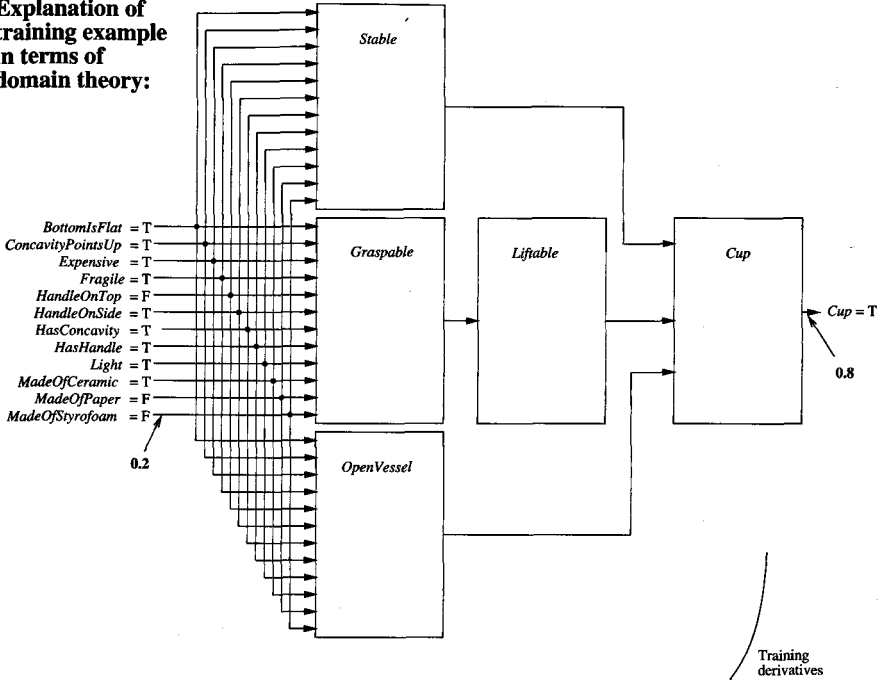 Explanation of
training example
in terms of
domain theory:
Stable
BottomIsFlat = T
ConcavityPointsUp = T
Expensive = T
Fragile = T
HandleOnTop = F
HandleOnSide = T
HasConcavity = T
HasHandle = T
Light = T
MadeOfCeramic = T
MadeOfPaper = F
MadeOfStyrofoam = F
0.2
Graspable
Liftable
Cup
Cup = T
0.8
OpenVessel
Training
derivatives